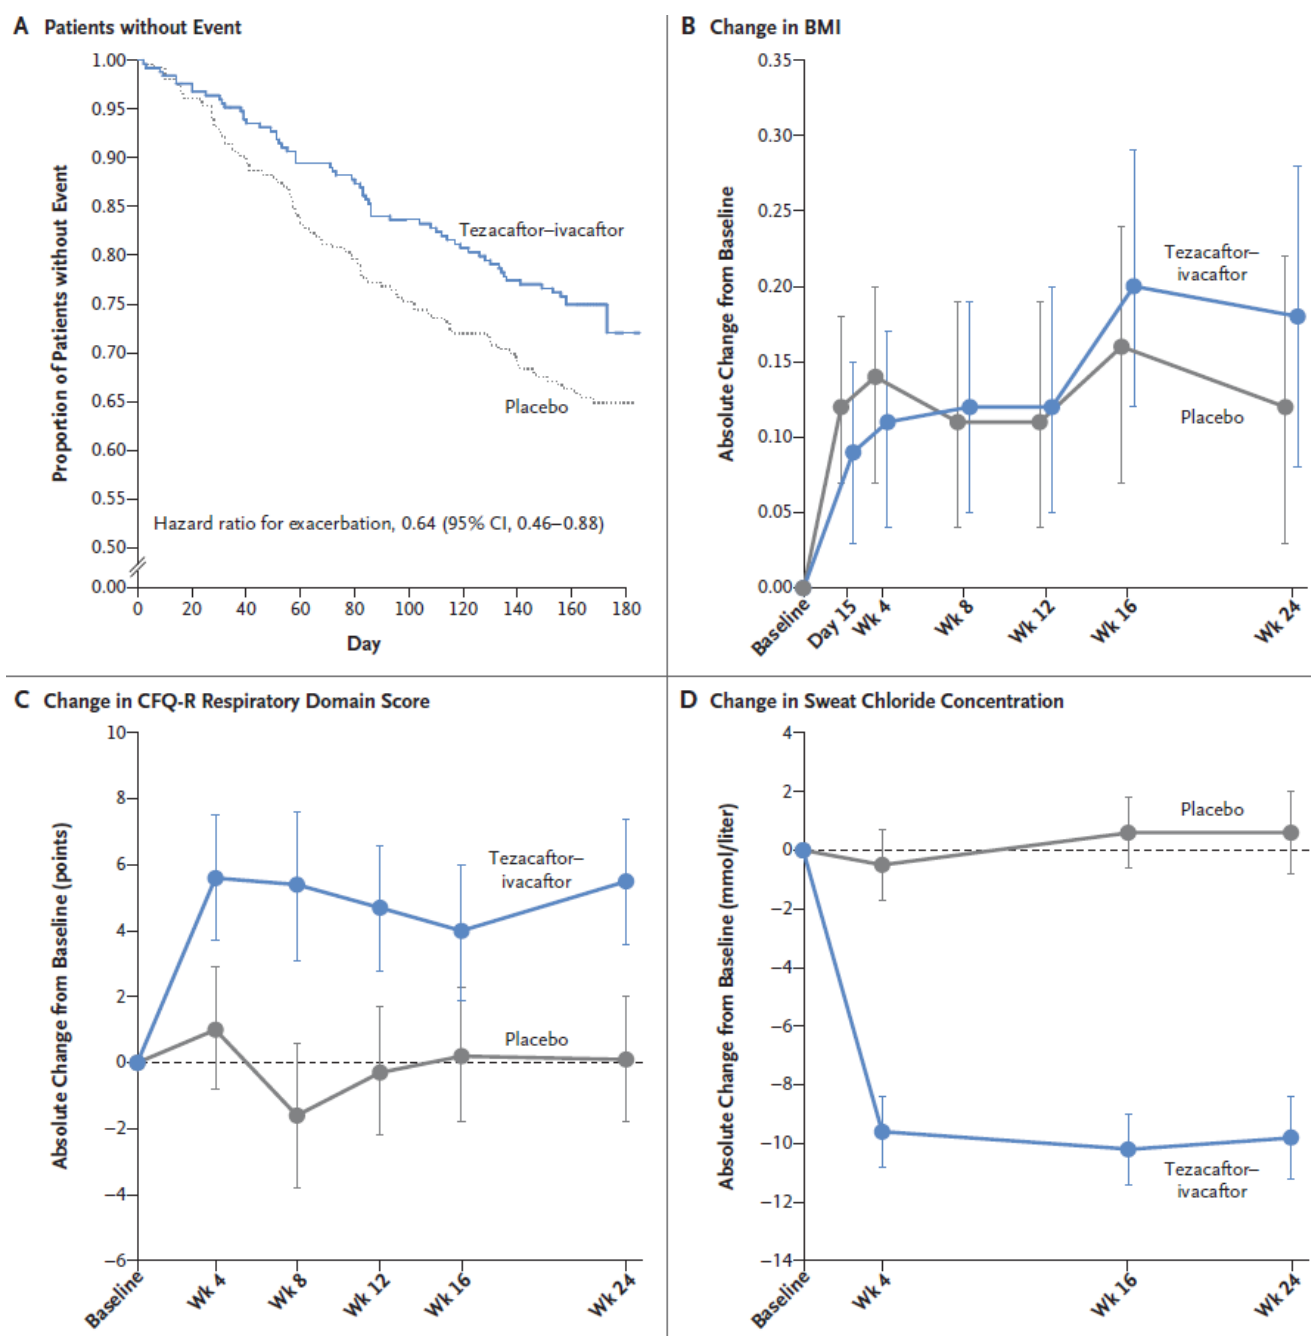 A Patients without Event
Proportion of Patients without Event
1.00
0.95
0.90
0.85
0.80
0.75
0.70
0.65
0.60
0.55
0.50
0.00
Tezacaftor–ivacaftor
Placebo
Hazard ratio for exacerbation, 0.64 (95% CI, 0.46–0.88)
0 20 40 60 80 100 120 140 160 180
Day
B Change in BMI
Absolute Change from Baseline
0.35
0.30
0.25
0.20
0.15
0.10
0.05
0.00
Tezacaftor–
ivacaftor
Placebo
Baseline Day 15 Wk 4 Wk 8 Wk 12 Wk 16 Wk 24
C Change in CFQ-R Respiratory Domain Score
Absolute Change from Baseline (points)
10
8
6
4
2
0
−2
−4
−6
Tezacaftor–
ivacaftor
Placebo
Baseline Wk 4 Wk 8 Wk 12 Wk 16 Wk 24
D Change in Sweat Chloride Concentration
Absolute Change from Baseline (mmol/liter)
4
2
0
−2
−4
−6
−8
−10
−12
−14
Placebo
Tezacaftor–
ivacaftor
Baseline Wk 4 Wk 16 Wk 24